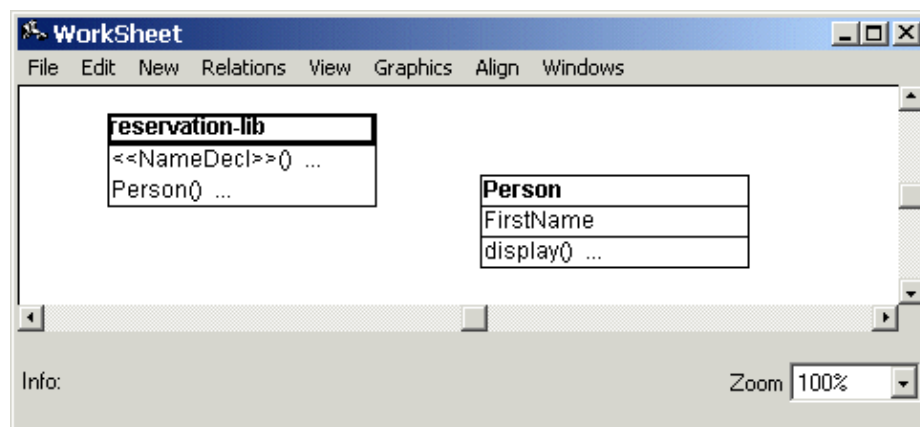 WorkSheet
File Edit New Relations View Graphics Align Windows
reservation-lib
<<NameDecl>>() ...
Person() ...
Person
FirstName
display() ...
Info:
Zoom 100%